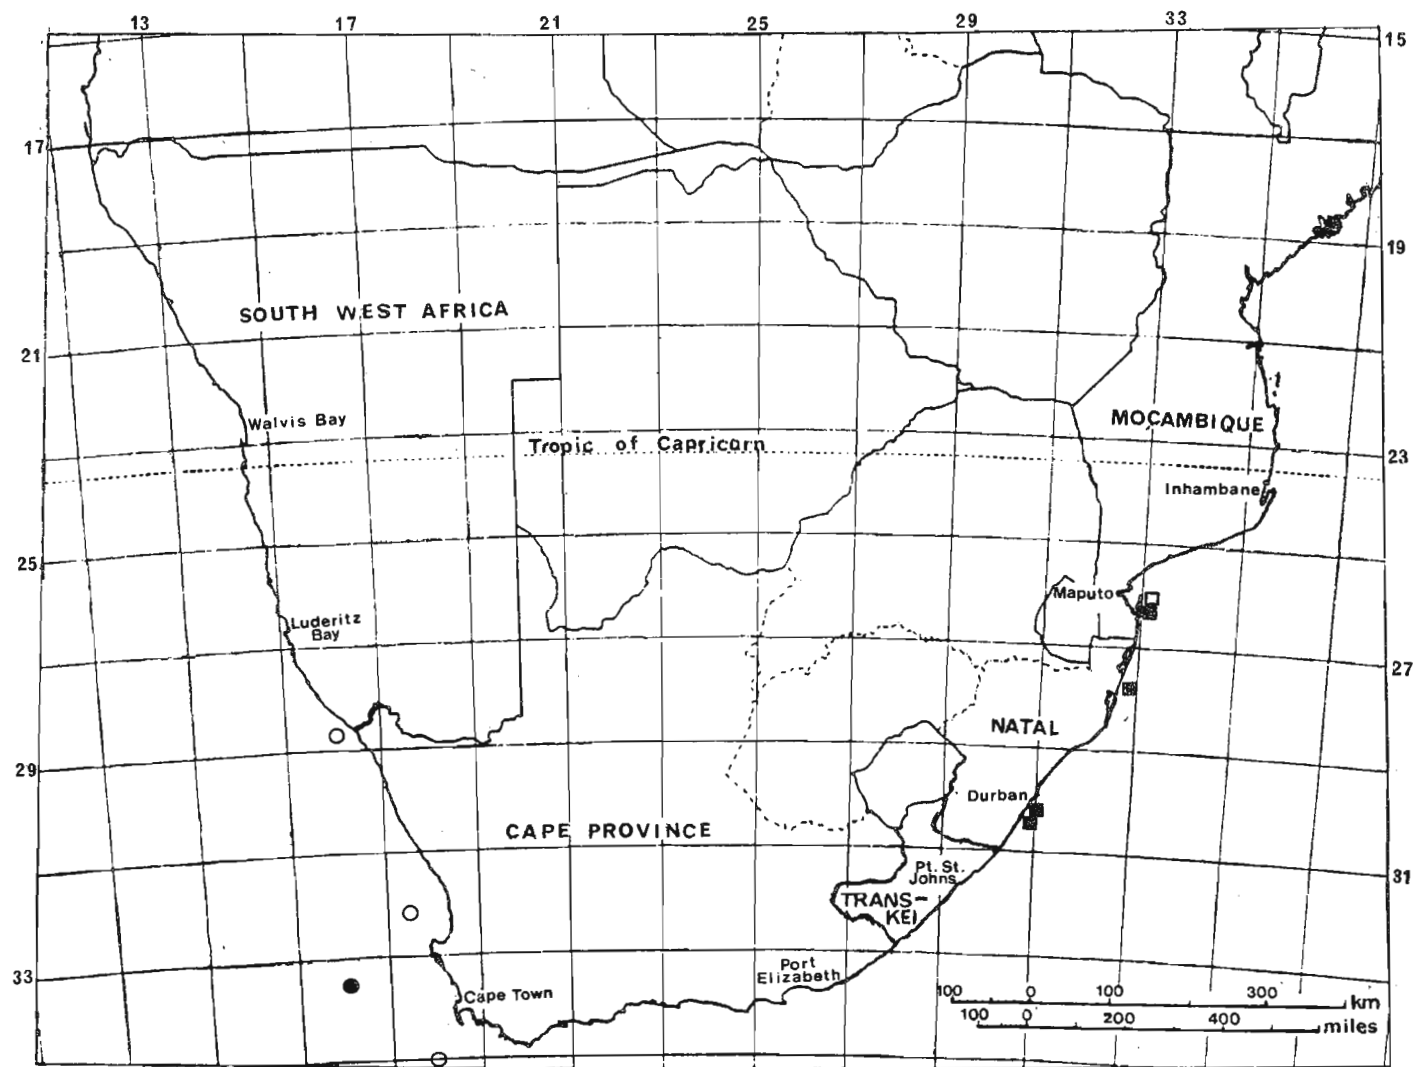 13 17 21 25 29 33
15
17
19
SOUTH WEST AFRICA
21
Walvis Bay
MOÇAMBIQUE
Tropic of Capricorn
23
Inhambane
25
Maputo
Luderitz
Bay
27
NATAL
29
Durban
CAPE PROVINCE
Pt. St.
Johns
31
TRANS-
KEI
Port
Elizabeth
33
Cape Town
100 0 100 300 km
100 0 200 400 miles